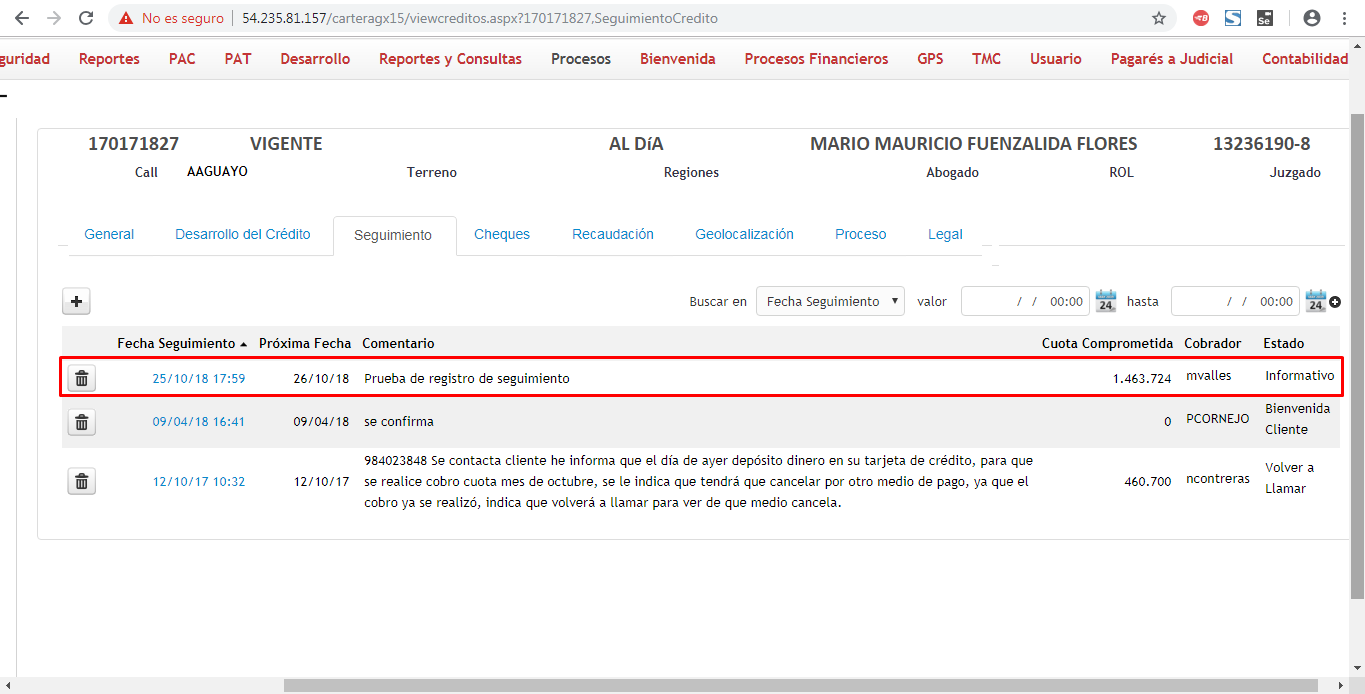 No es seguro | 54.235.81.157/carteragx15/viewcreditos.aspx?170171827,SeguimientoCredito
guridad Reportes PAC PAT Desarrollo Reportes y Consultas Procesos Bienvenida Procesos Financieros GPS TMC Usuario Pagarés a Judicial Contabilidad
170171827 VIGENTE AL DíA MARIO MAURICIO FUENZALIDA FLORES 13236190-8
Call AAGUAYO Terreno Regiones Abogado ROL Juzgado
General Desarrollo del Crédito Seguimiento Cheques Recaudación Geolocalización Proceso Legal
Buscar en Fecha Seguimiento valor / / 00:00 24 hasta / / 00:00 24
Fecha Seguimiento Próxima Fecha Comentario Cuota Comprometida Cobrador Estado
25/10/18 17:59 26/10/18 Prueba de registro de seguimiento 1.463.724 mvalles Informativo
09/04/18 16:41 09/04/18 se confirma 0 PCORNEJO Bienvenida
Cliente
984023848 Se contacta cliente he informa que el día de ayer depósito dinero en su tarjeta de crédito, para que
12/10/17 10:32 12/10/17 se realice cobro cuota mes de octubre, se le indica que tendrá que cancelar por otro medio de pago, ya que el 460.700 ncontreras Volver a
Llamar
cobro ya se realizó, indica que volverá a llamar para ver de que medio cancela.